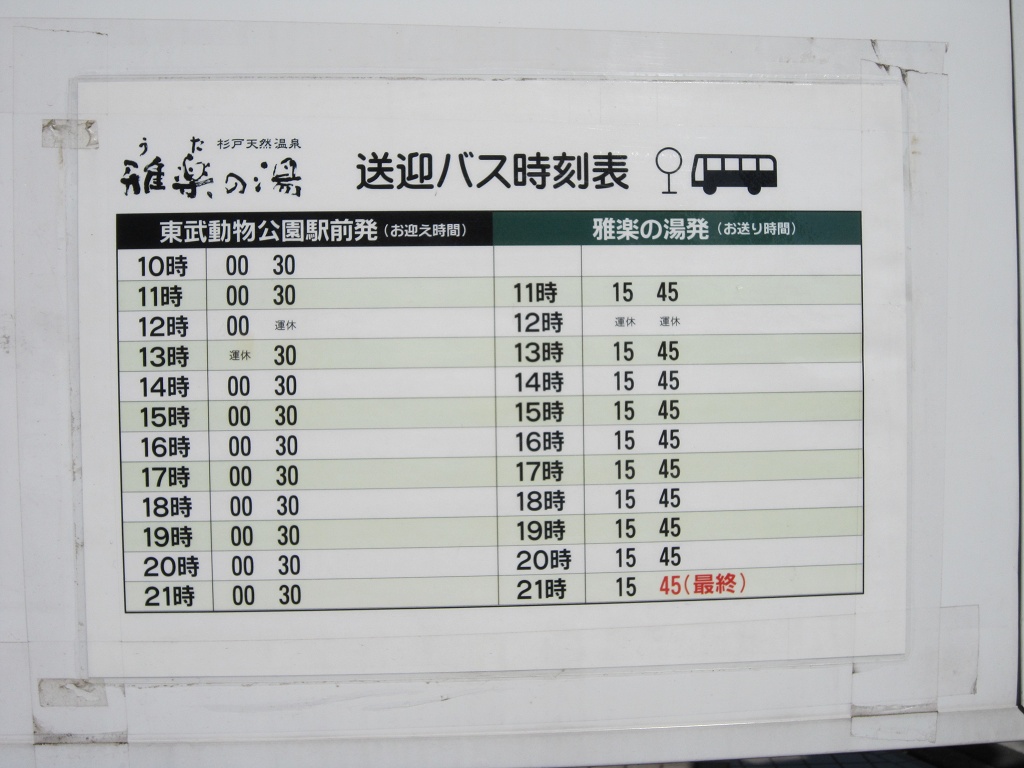 うた 杉戸天然温泉
雅楽の湯
送迎バス時刻表
東武動物公園駅前発(お迎え時間) 雅楽の湯発(お送り時間)
10時 00 30
11時 00 30 11時 15 45
12時 00 運休 12時 運休 運休
13時 運休 30 13時 15 45
14時 00 30 14時 15 45
15時 00 30 15時 15 45
16時 00 30 16時 15 45
17時 00 30 17時 15 45
18時 00 30 18時 15 45
19時 00 30 19時 15 45
20時 00 30 20時 15 45
21時 00 30 21時 15 45(最終)